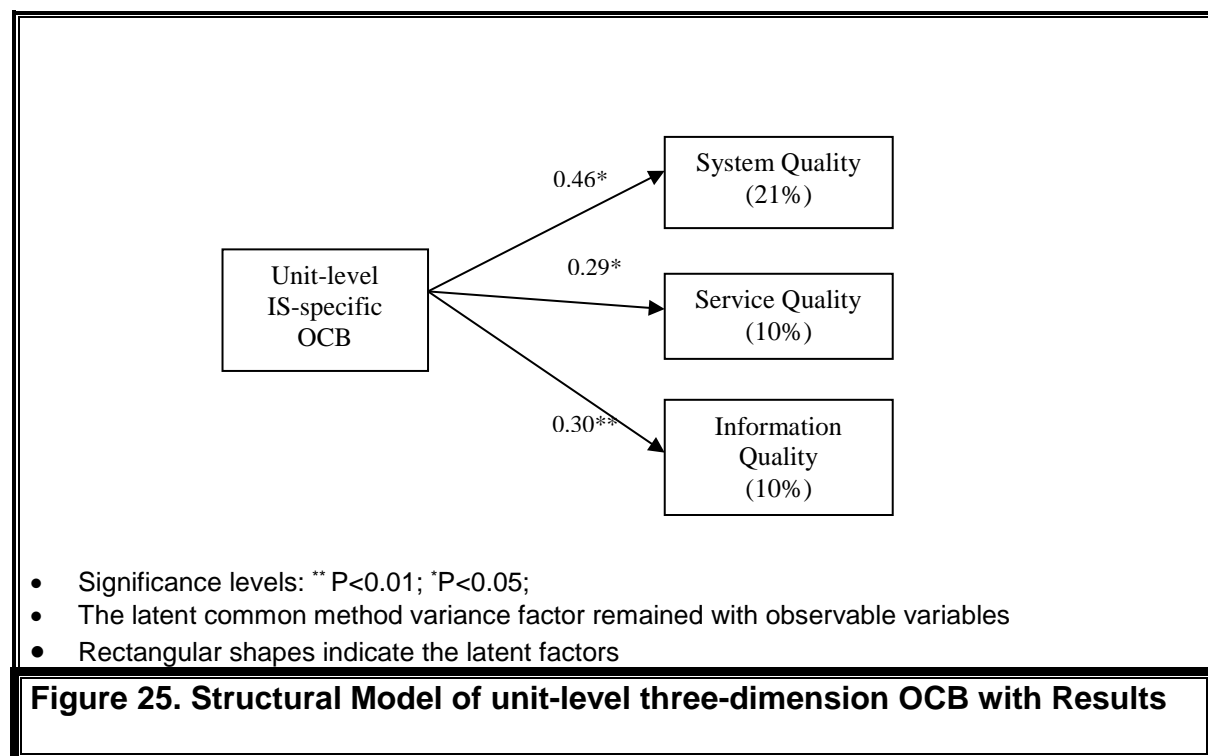 System Quality
(21%)
0.46*
Unit-level
IS-specific
OCB
0.29*
Service Quality
(10%)
0.30**
Information
Quality
(10%)
• Significance levels: ** P<0.01; *P<0.05;
• The latent common method variance factor remained with observable variables
• Rectangular shapes indicate the latent factors
Figure 25. Structural Model of unit-level three-dimension OCB with Results